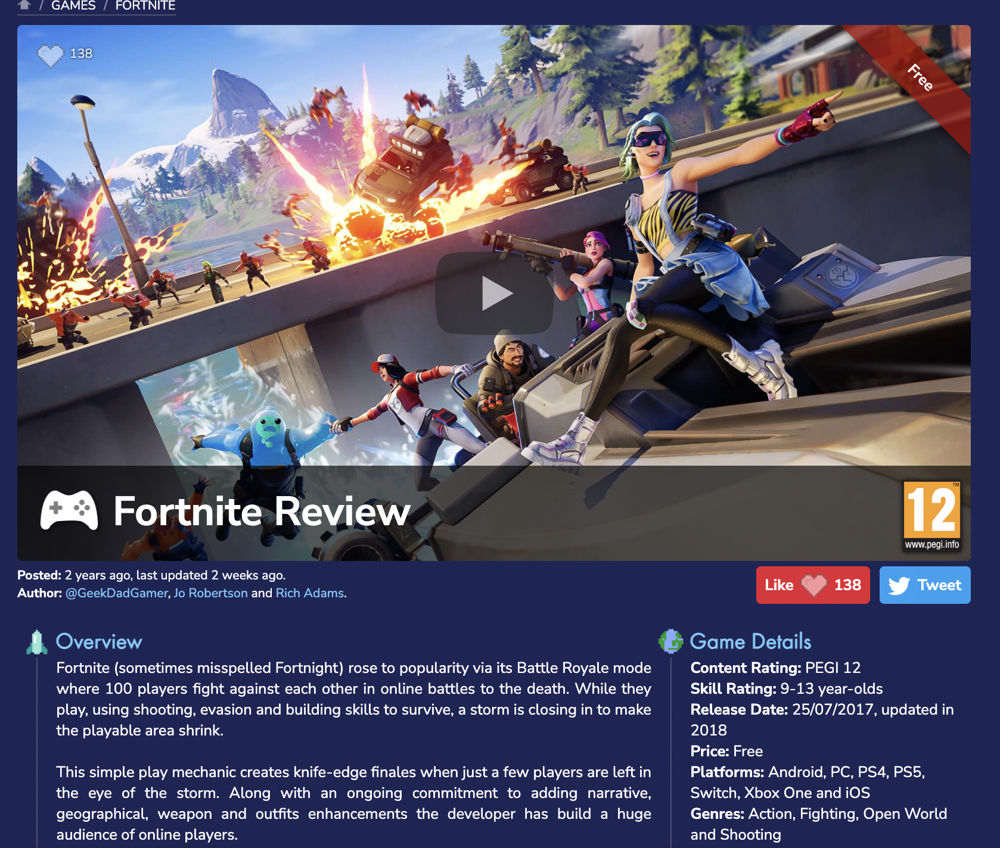 / GAMES / FORTNITE
138
Free
Fortnite Review
12
TM
www.pegi.info
Posted: 2 years ago, last updated 2 weeks ago.
Author: @GeekDadGamer, Jo Robertson and Rich Adams.
Like 138
Tweet
Overview
Fortnite (sometimes misspelled Fortnight) rose to popularity via its Battle Royale mode
where 100 players fight against each other in online battles to the death. While they
play, using shooting, evasion and building skills to survive, a storm is closing in to make
the playable area shrink.
This simple play mechanic creates knife-edge finales when just a few players are left in
the eye of the storm. Along with an ongoing commitment to adding narrative,
geographical, weapon and outfits enhancements the developer has build a huge
audience of online players.
Game Details
Content Rating: PEGI 12
Skill Rating: 9-13 year-olds
Release Date: 25/07/2017, updated in
2018
Price: Free
Platforms: Android, PC, PS4, PS5,
Switch, Xbox One and iOS
Genres: Action, Fighting, Open World
and Shooting